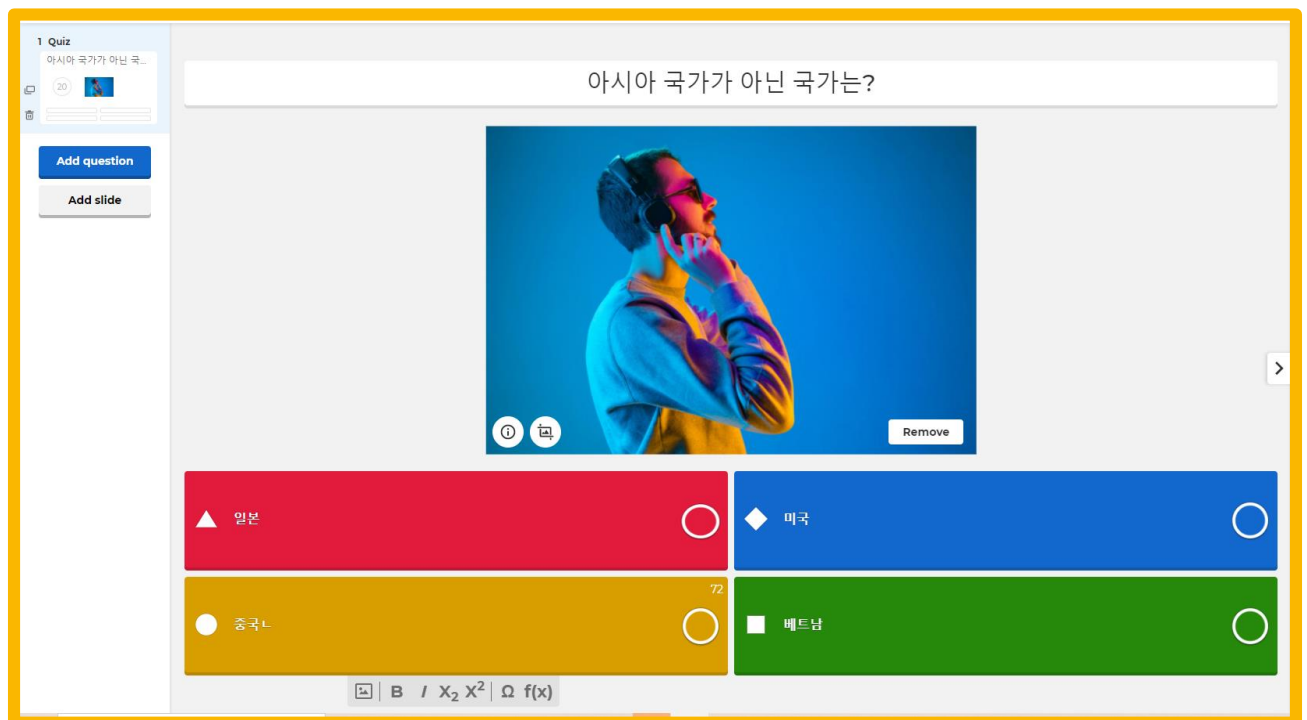 1 Quiz
아시아 국가가 아닌 국...
20
Add question
Add slide
아시아 국가가 아닌 국가는?
Remove
일본
미국
72
중국ㄴ
베트남
B I X₂ X² Ω f(x)